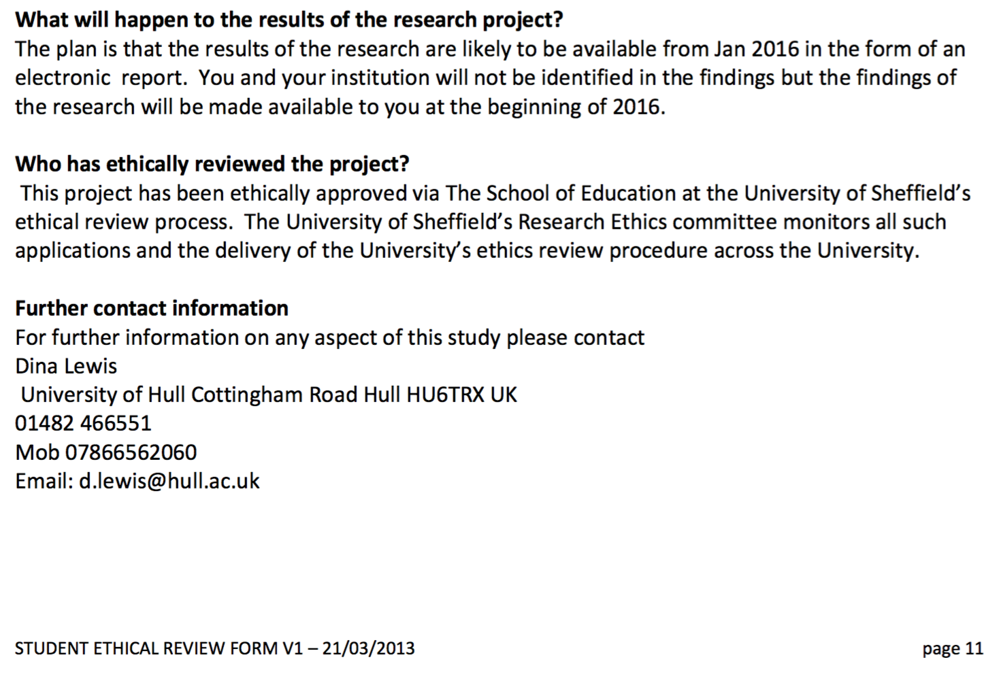 What will happen to the results of the research project?
The plan is that the results of the research are likely to be available from Jan 2016 in the form of an
electronic  report.  You and your institution will not be identified in the findings but the findings of
the research will be made available to you at the beginning of 2016.
Who has ethically reviewed the project?
This project has been ethically approved via The School of Education at the University of Sheffield’s
ethical review process.  The University of Sheffield’s Research Ethics committee monitors all such
applications and the delivery of the University’s ethics review procedure across the University.
Further contact information
For further information on any aspect of this study please contact
Dina Lewis
University of Hull Cottingham Road Hull HU6TRX UK
01482 466551
Mob 07866562060
Email: d.lewis@hull.ac.uk
STUDENT ETHICAL REVIEW FORM V1 – 21/03/2013 page 11